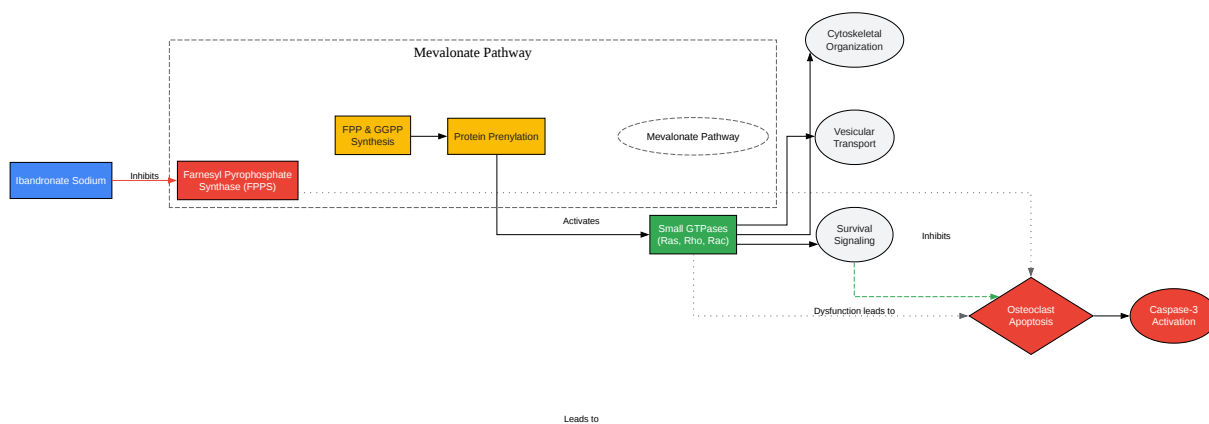 Cytoskeletal
Organization
Mevalonate Pathway
FPP & GGPP
Synthesis
Protein Prenylation
Mevalonate Pathway
Vesicular
Transport
Ibandronate Sodium
Inhibits
Farnesyl Pyrophosphate
Synthase (FPPS)
Activates
Small GTPases
(Ras, Rho, Rac)
Survival
Signaling
Inhibits
Dysfunction leads to
Osteoclast
Apoptosis
Caspase-3
Activation
Leads to